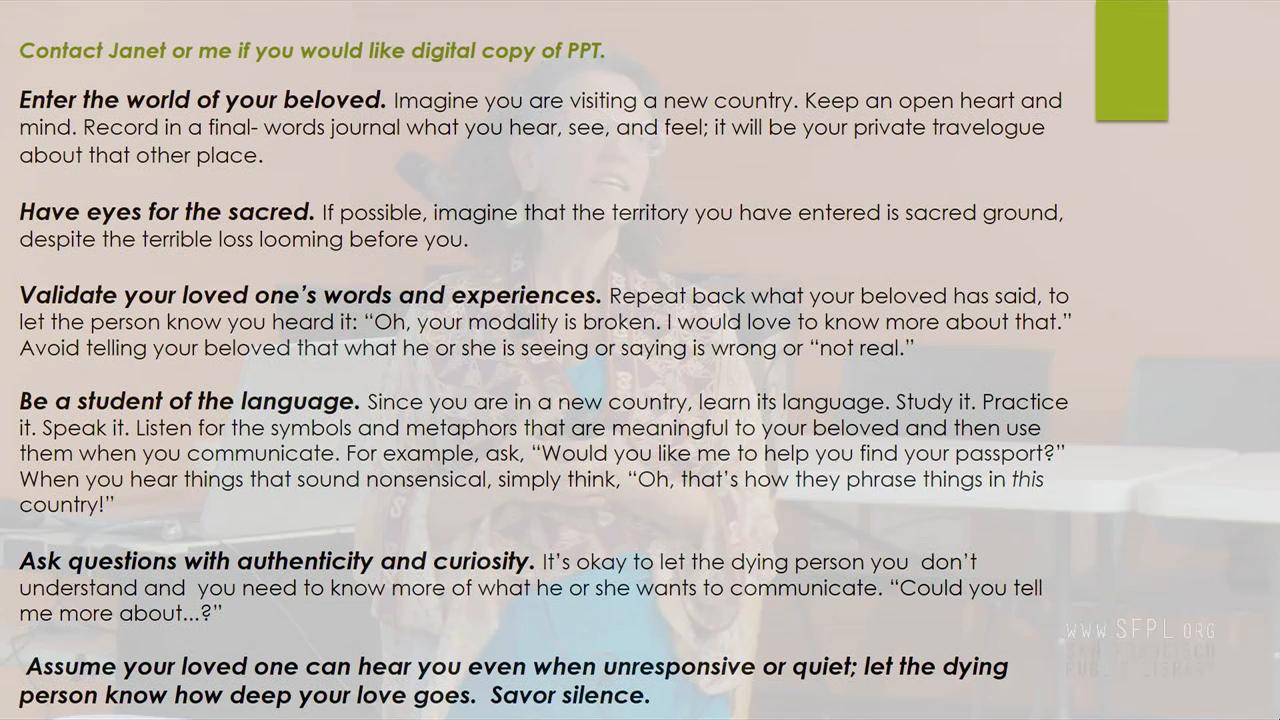 Contact Janet or me if you would like digital copy of PPT.
Enter the world of your beloved. Imagine you are visiting a new country. Keep an open heart and
mind. Record in a final- words journal what you hear, see, and feel; it will be your private travelogue
about that other place.
Have eyes for the sacred. If possible, imagine that the territory you have entered is sacred ground,
despite the terrible loss looming before you.
Validate your loved one’s words and experiences. Repeat back what your beloved has said, to
let the person know you heard it: “Oh, your modality is broken. I would love to know more about that.”
Avoid telling your beloved that what he or she is seeing or saying is wrong or “not real.”
Be a student of the language. Since you are in a new country, learn its language. Study it. Practice
it. Speak it. Listen for the symbols and metaphors that are meaningful to your beloved and then use
them when you communicate. For example, ask, “Would you like me to help you find your passport?”
When you hear things that sound nonsensical, simply think, “Oh, that’s how they phrase things in this
country!”
Ask questions with authenticity and curiosity. It’s okay to let the dying person you don’t
understand and you need to know more of what he or she wants to communicate. “Could you tell
me more about...?”
Assume your loved one can hear you even when unresponsive or quiet; let the dying
person know how deep your love goes. Savor silence.
WWW.SFPL.ORG
SAN FRANCISCO
PUBLIC LIBRARY